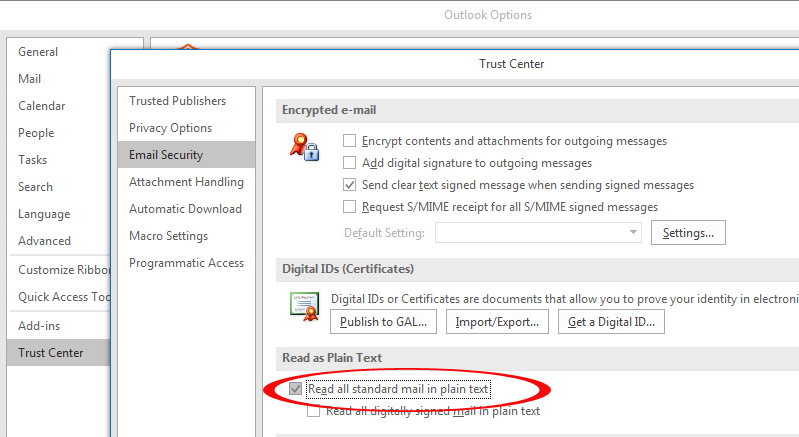 Outlook Options
General
Mail
Calendar
People
Tasks
Search
Language
Advanced
Customize Ribbo
Quick Access Too
Add-ins
Trust Center
Trust Center
Trusted Publishers
Privacy Options
Email Security
Attachment Handling
Automatic Download
Macro Settings
Programmatic Access
Encrypted e-mail
Encrypt contents and attachments for outgoing messages
Add digital signature to outgoing messages
Send clear text signed message when sending signed messages
Request S/MIME receipt for all S/MIME signed messages
Default Setting:
Settings...
Digital IDs (Certificates)
Digital IDs or Certificates are documents that allow you to prove your identity in electroni
Publish to GAL... Import/Export... Get a Digital ID...
Read as Plain Text
Read all standard mail in plain text
Read all digitally signed mail in plain text